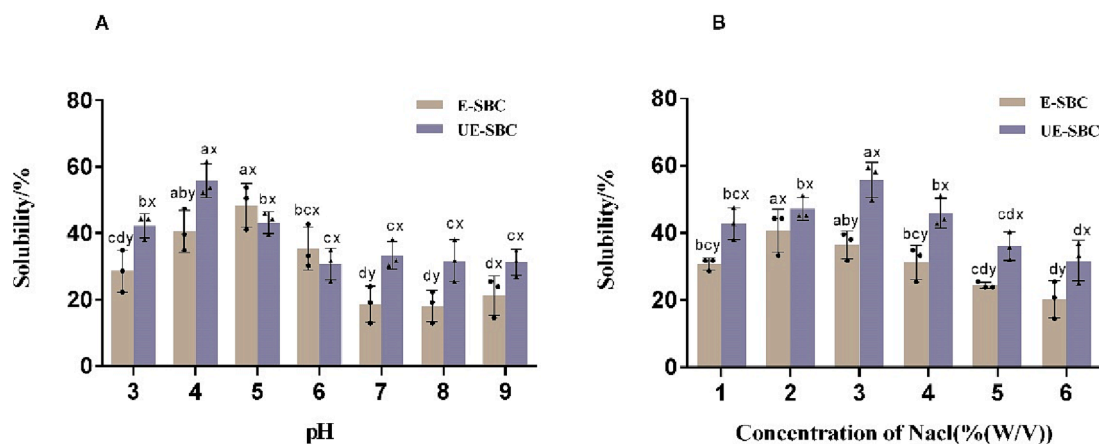 A
B
80
60
40
20
0
Solubility/%
E-SBC
UE-SBC
cdy bx aby ax ax bx bcx cx dy cx dy cx dx cx
3 4 5 6 7 8 9
pH
80
60
40
20
0
Solubility/%
E-SBC
UE-SBC
bcy bcx ax bx aby ax bcy bx cdy cdx dy dx
1 2 3 4 5 6
Concentration of Nacl(%(W/V))